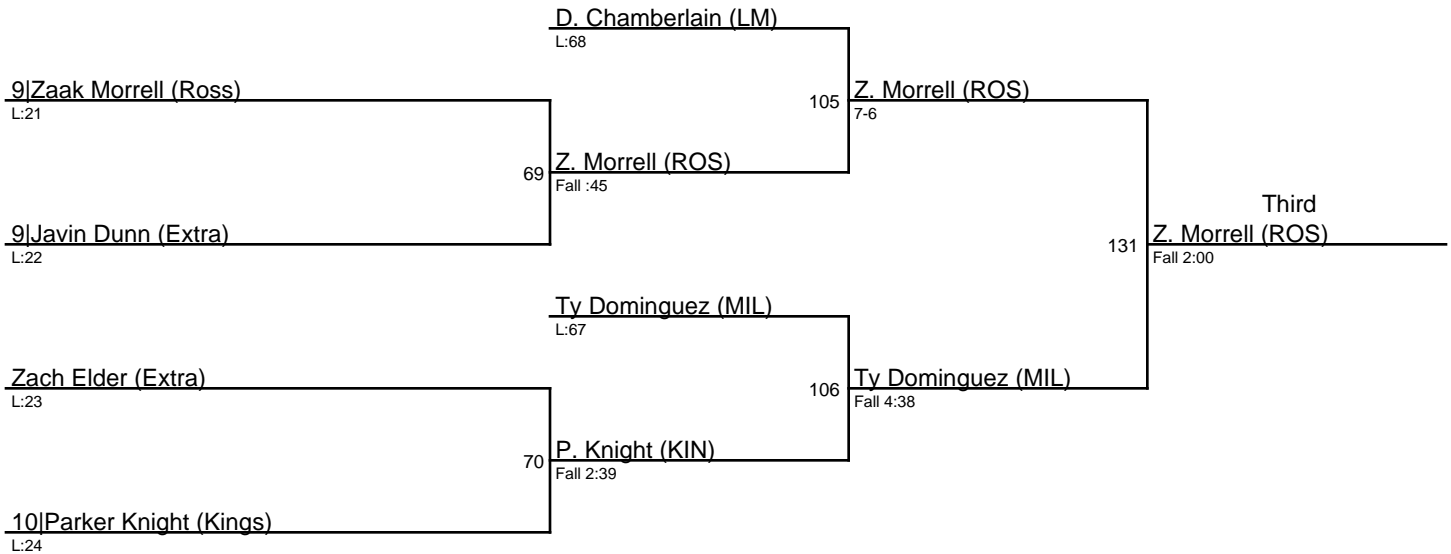 D. Chamberlain (LM)
L:68
9|Zaak Morrell (Ross)
L:21
105
Z. Morrell (ROS)
7-6
69
Z. Morrell (ROS)
Fall :45
Third
9|Javin Dunn (Extra)
L:22
131
Z. Morrell (ROS)
Fall 2:00
Ty Dominguez (MIL)
L:67
Zach Elder (Extra)
L:23
106
Ty Dominguez (MIL)
Fall 4:38
70
P. Knight (KIN)
Fall 2:39
10|Parker Knight (Kings)
L:24